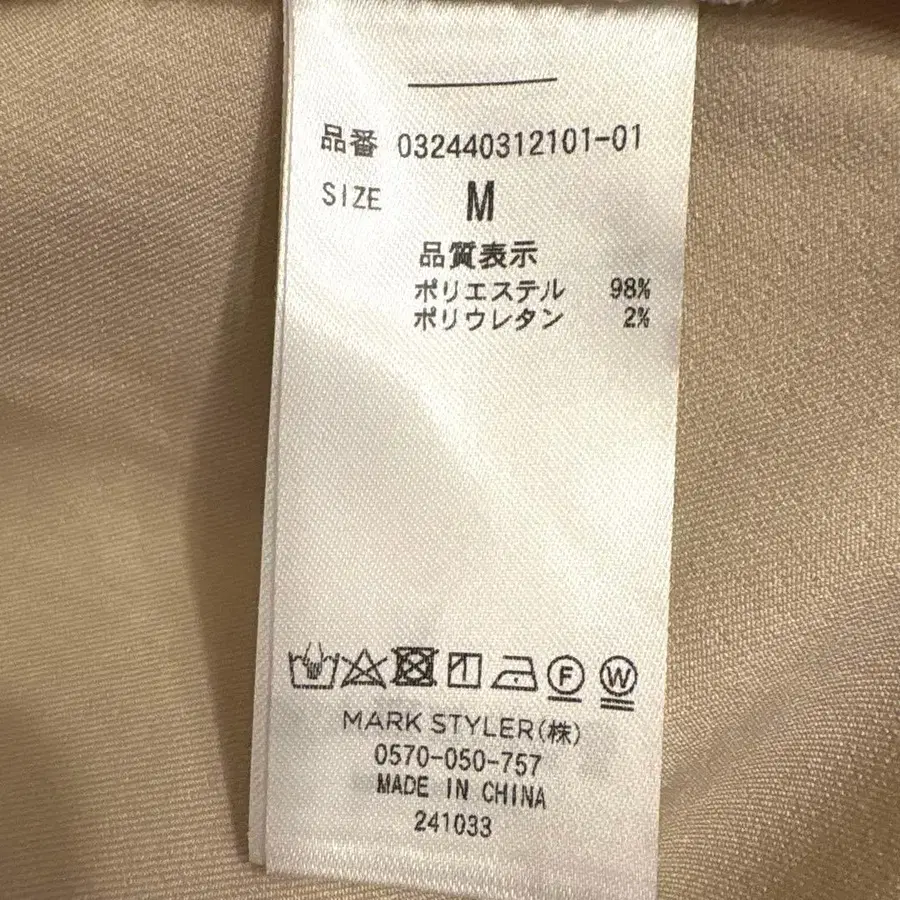 品番 032440312101-01
SIZE M
品質表示
ポリエステル 98%
ポリウレタン 2%
F W
MARK STYLER(株)
0570-050-757
MADE IN CHINA
241033